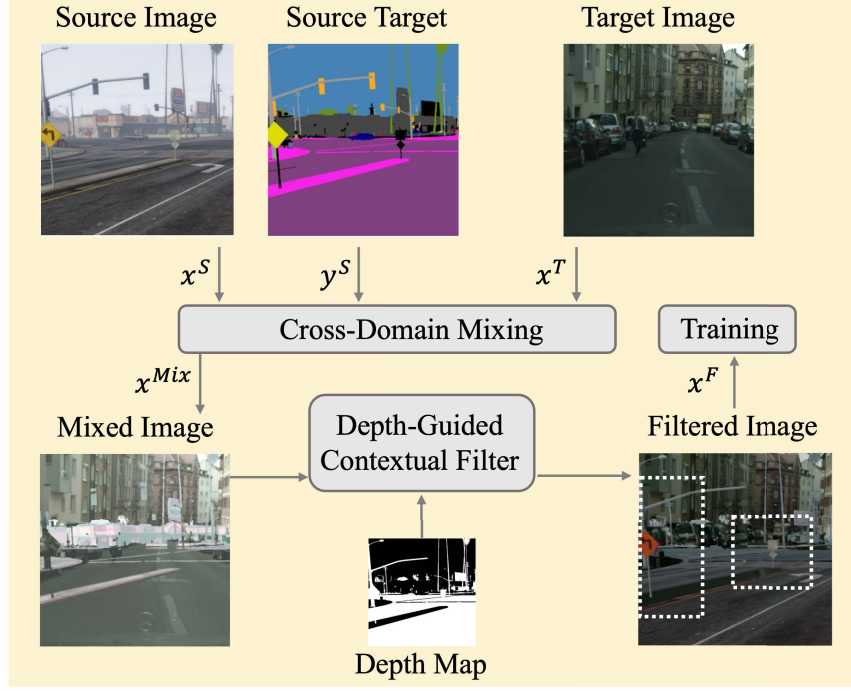 Source Image
Source Target
Target Image
x^S
y^S
x^T
Cross-Domain Mixing
Training
x^Mix
x^F
Mixed Image
Depth-Guided
Contextual Filter
Filtered Image
Depth Map